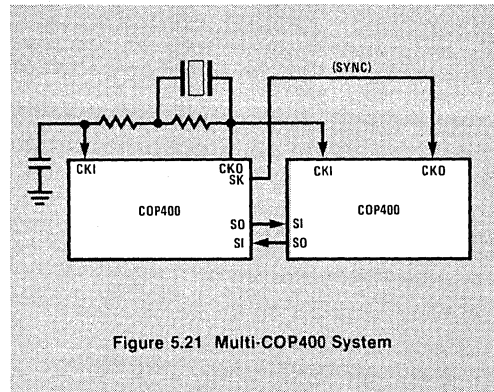 (SYNC)
CKI
CKO
SK
CKI
CKO
COP400
COP400
SO
SI
SI
SO
Figure 5.21 Multi-COP400 System